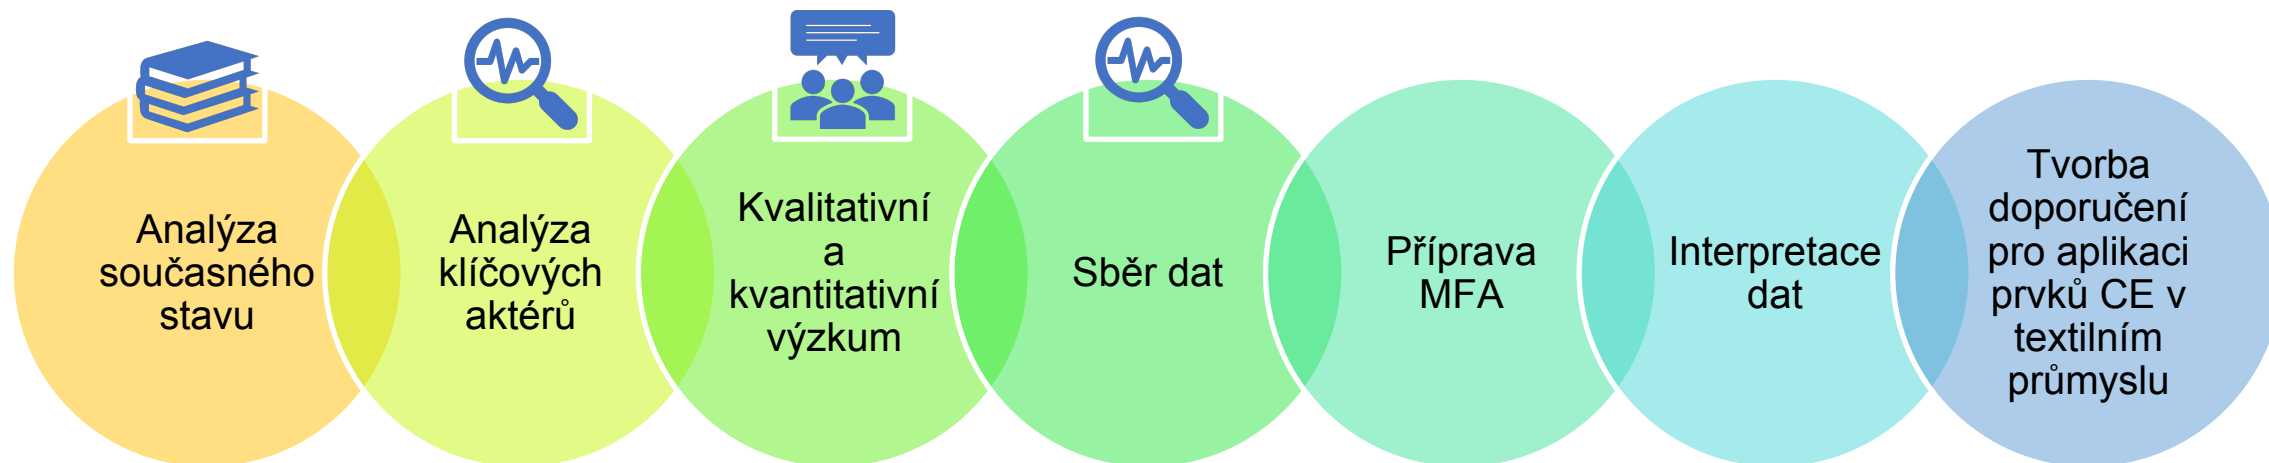 Analýza
současného
stavu
Analýza
klíčových
aktérů
Kvalitativní
a
kvantitativní
výzkum
Sběr dat
Příprava
MFA
Interpretace
dat
Tvorba
doporučení
pro aplikaci
prvků CE v
textilním
průmyslu